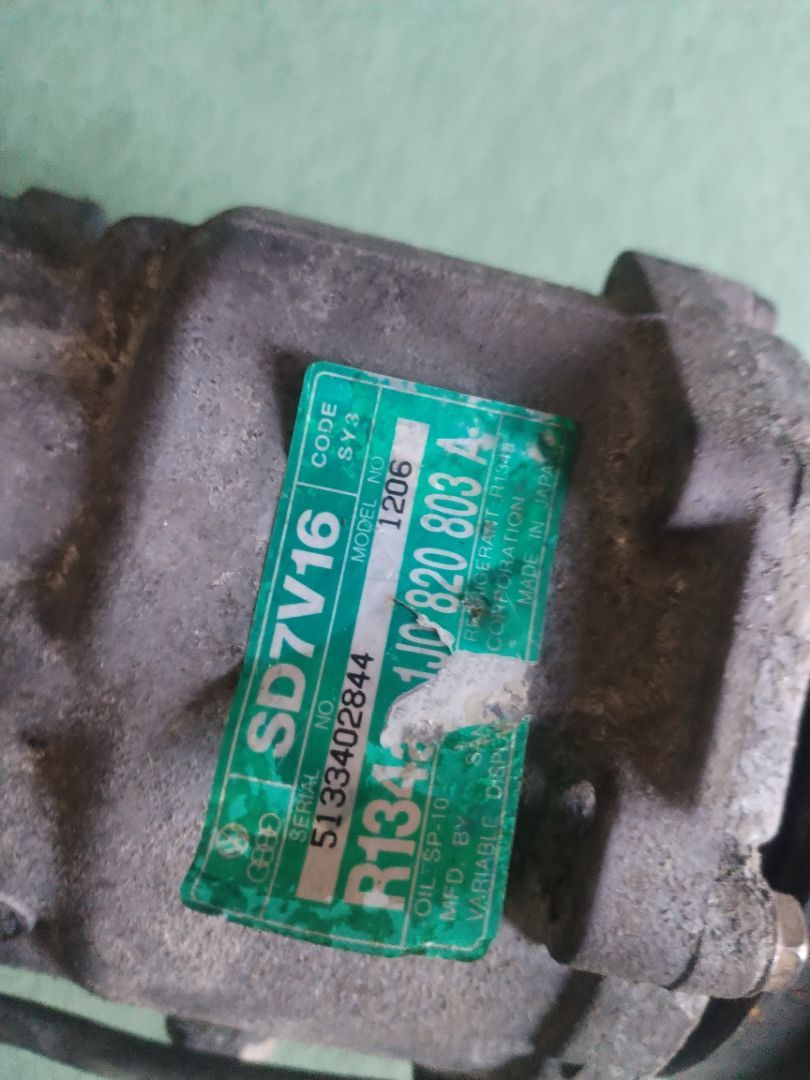 SD7V16
CODE
SY3
SERIAL NO.
MODEL NO
5133402844
1206
R134a 1J0 820 803 A
OIL SP-10 REFRIGERANT R134a
MFD BY CORPORATION
VARIABLE MADE IN JAPAN